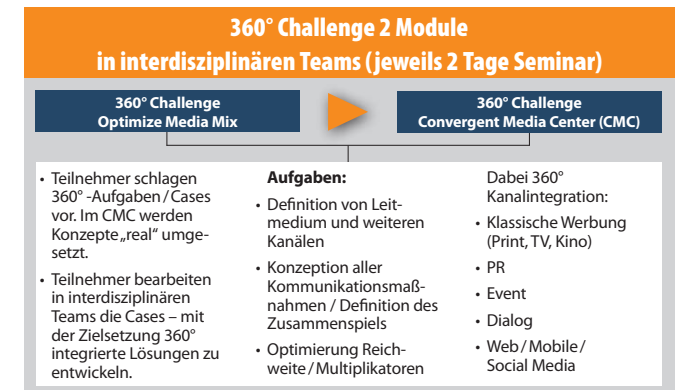 360° Challenge 2 Module
in interdisziplinären Teams (jeweils 2 Tage Seminar)
360° Challenge
Optimize Media Mix
360° Challenge
Convergent Media Center (CMC)
• Teilnehmer schlagen
360° -Aufgaben / Cases
vor. Im CMC werden
Konzepte „real" umge-
setzt.
• Teilnehmer bearbeiten
in interdisziplinären
Teams die Cases – mit
der Zielsetzung 360°
integrierte Lösungen zu
entwickeln.
Aufgaben:
• Definition von Leit-
medium und weiteren
Kanälen
• Konzeption aller
Kommunikationsmaß-
nahmen / Definition des
Zusammenspiels
• Optimierung Reich-
weite / Multiplikatoren
Dabei 360°
Kanalintegration:
• Klassische Werbung
(Print, TV, Kino)
• PR
• Event
• Dialog
• Web / Mobile /
Social Media